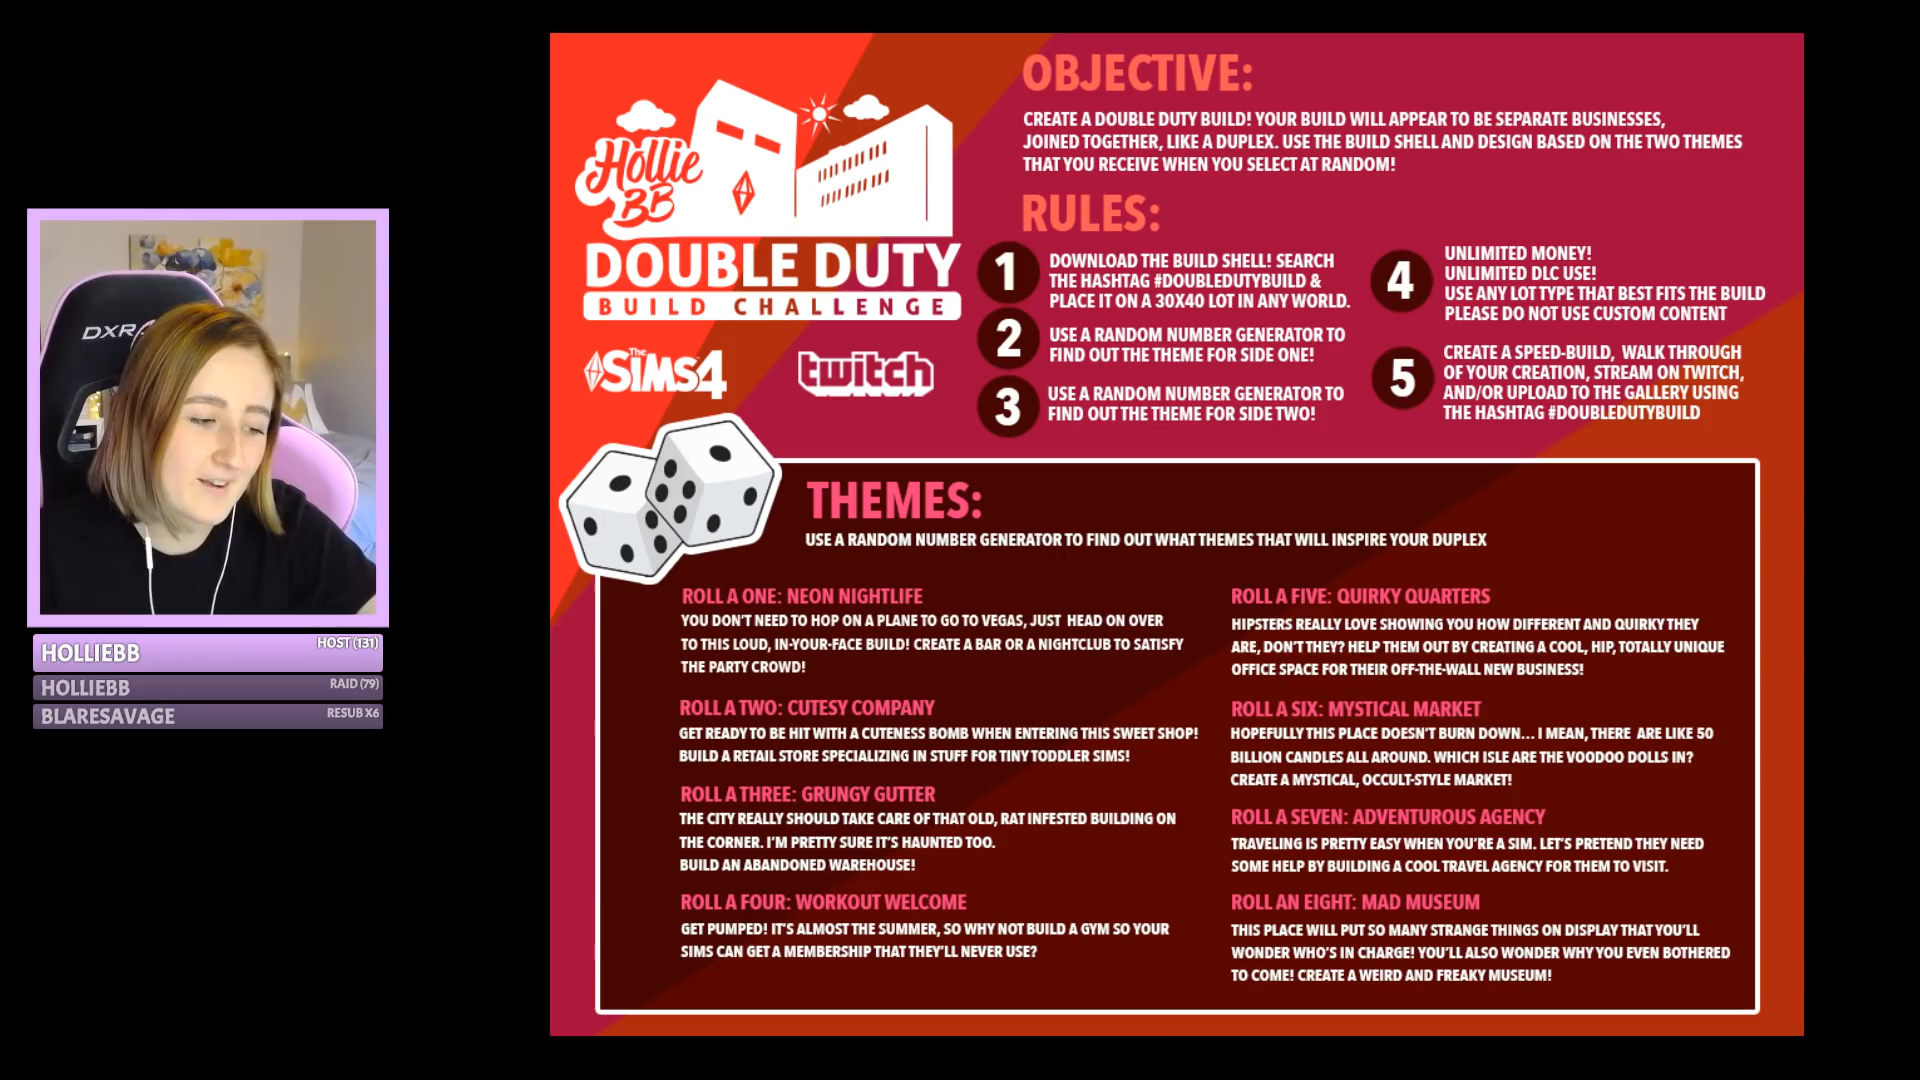 DXRA
HOLLIEBB HOST (131)
HOLLIEBB RAID (79)
BLARESAVAGE RESUB X6
Hollie
BB
DOUBLE DUTY
BUILD CHALLENGE
The SiMS 4
twitch
OBJECTIVE:
CREATE A DOUBLE DUTY BUILD! YOUR BUILD WILL APPEAR TO BE SEPARATE BUSINESSES,
JOINED TOGETHER, LIKE A DUPLEX. USE THE BUILD SHELL AND DESIGN BASED ON THE TWO THEMES
THAT YOU RECEIVE WHEN YOU SELECT AT RANDOM!
RULES:
1
DOWNLOAD THE BUILD SHELL! SEARCH
THE HASHTAG #DOUBLEDUTYBUILD &
PLACE IT ON A 30X40 LOT IN ANY WORLD.
2
USE A RANDOM NUMBER GENERATOR TO
FIND OUT THE THEME FOR SIDE ONE!
3
USE A RANDOM NUMBER GENERATOR TO
FIND OUT THE THEME FOR SIDE TWO!
4
UNLIMITED MONEY!
UNLIMITED DLC USE!
USE ANY LOT TYPE THAT BEST FITS THE BUILD
PLEASE DO NOT USE CUSTOM CONTENT
5
CREATE A SPEED-BUILD, WALK THROUGH
OF YOUR CREATION, STREAM ON TWITCH,
AND/OR UPLOAD TO THE GALLERY USING
THE HASHTAG #DOUBLEDUTYBUILD
THEMES:
USE A RANDOM NUMBER GENERATOR TO FIND OUT WHAT THEMES THAT WILL INSPIRE YOUR DUPLEX
ROLL A ONE: NEON NIGHTLIFE
YOU DON'T NEED TO HOP ON A PLANE TO GO TO VEGAS, JUST HEAD ON OVER
TO THIS LOUD, IN-YOUR-FACE BUILD! CREATE A BAR OR A NIGHTCLUB TO SATISFY
THE PARTY CROWD!
ROLL A TWO: CUTESY COMPANY
GET READY TO BE HIT WITH A CUTENESS BOMB WHEN ENTERING THIS SWEET SHOP!
BUILD A RETAIL STORE SPECIALIZING IN STUFF FOR TINY TODDLER SIMS!
ROLL A THREE: GRUNGY GUTTER
THE CITY REALLY SHOULD TAKE CARE OF THAT OLD, RAT INFESTED BUILDING ON
THE CORNER. I'M PRETTY SURE IT'S HAUNTED TOO.
BUILD AN ABANDONED WAREHOUSE!
ROLL A FOUR: WORKOUT WELCOME
GET PUMPED! IT'S ALMOST THE SUMMER, SO WHY NOT BUILD A GYM SO YOUR
SIMS CAN GET A MEMBERSHIP THAT THEY'LL NEVER USE?
ROLL A FIVE: QUIRKY QUARTERS
HIPSTERS REALLY LOVE SHOWING YOU HOW DIFFERENT AND QUIRKY THEY
ARE, DON'T THEY? HELP THEM OUT BY CREATING A COOL, HIP, TOTALLY UNIQUE
OFFICE SPACE FOR THEIR OFF-THE-WALL NEW BUSINESS!
ROLL A SIX: MYSTICAL MARKET
HOPEFULLY THIS PLACE DOESN'T BURN DOWN... I MEAN, THERE ARE LIKE 50
BILLION CANDLES ALL AROUND. WHICH ISLE ARE THE VOODOO DOLLS IN?
CREATE A MYSTICAL, OCCULT-STYLE MARKET!
ROLL A SEVEN: ADVENTUROUS AGENCY
TRAVELING IS PRETTY EASY WHEN YOU'RE A SIM. LET'S PRETEND THEY NEED
SOME HELP BY BUILDING A COOL TRAVEL AGENCY FOR THEM TO VISIT.
ROLL AN EIGHT: MAD MUSEUM
THIS PLACE WILL PUT SO MANY STRANGE THINGS ON DISPLAY THAT YOU'LL
WONDER WHO'S IN CHARGE! YOU'LL ALSO WONDER WHY YOU EVEN BOTHERED
TO COME! CREATE A WEIRD AND FREAKY MUSEUM!